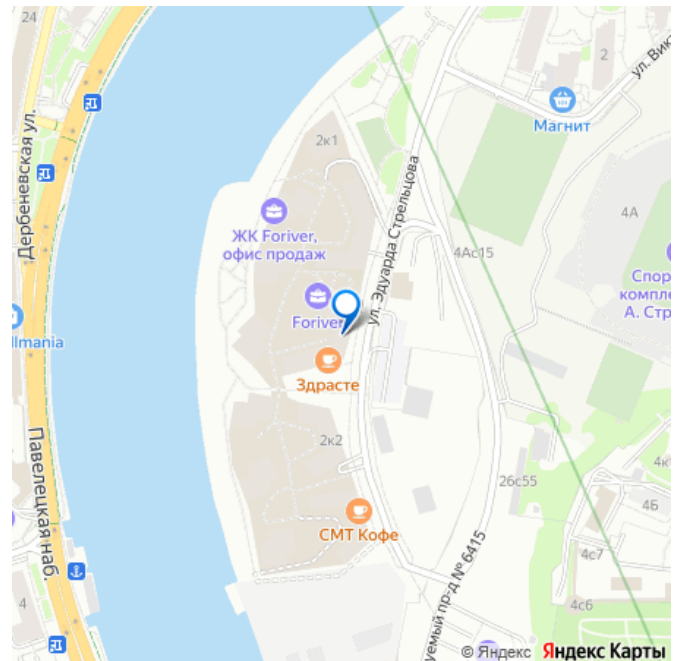 24
Дербеневская ул.
llmania
Павелецкая наб.
4
2к1
ЖК Foriver,
офис продаж
Foriver
Здрасте
2к2
СМТ Кофе
ул. Эдуарда Стрельцова
2
ул. Викт
Магнит
4А
4Ас15
Спор
компле
А. Стр
26с55
4к
4Б
4с7
4с6
уемый пр-д № 6415
© Яндекс Яндекс Карты